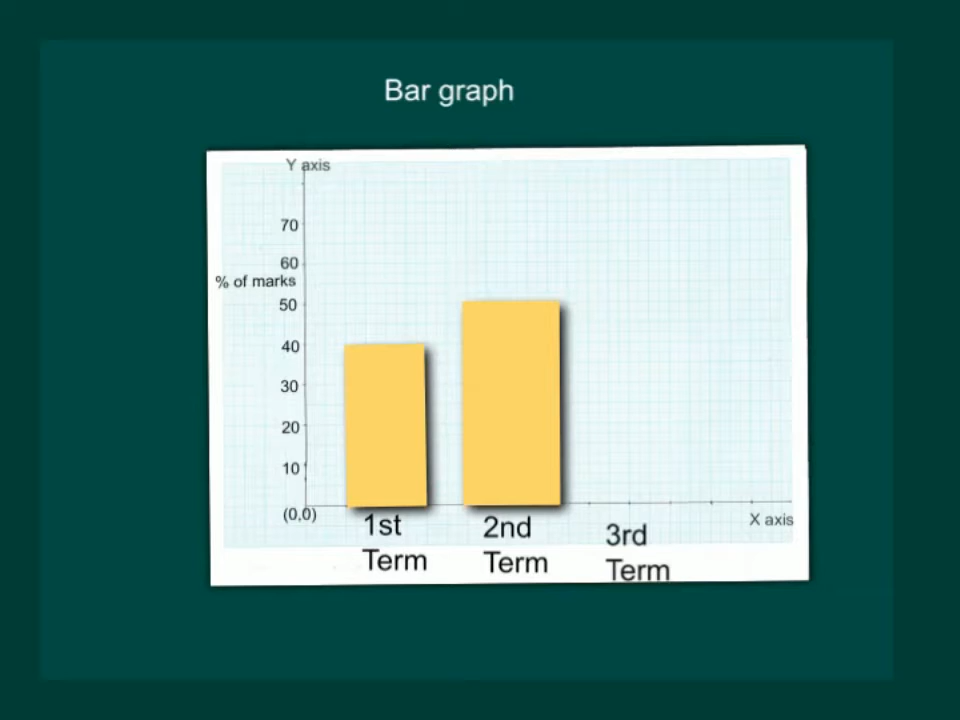 Bar graph
Y axis
70
60
% of marks
50
40
30
20
10
(0,0)
X axis
1st
Term
2nd
Term
3rd
Term